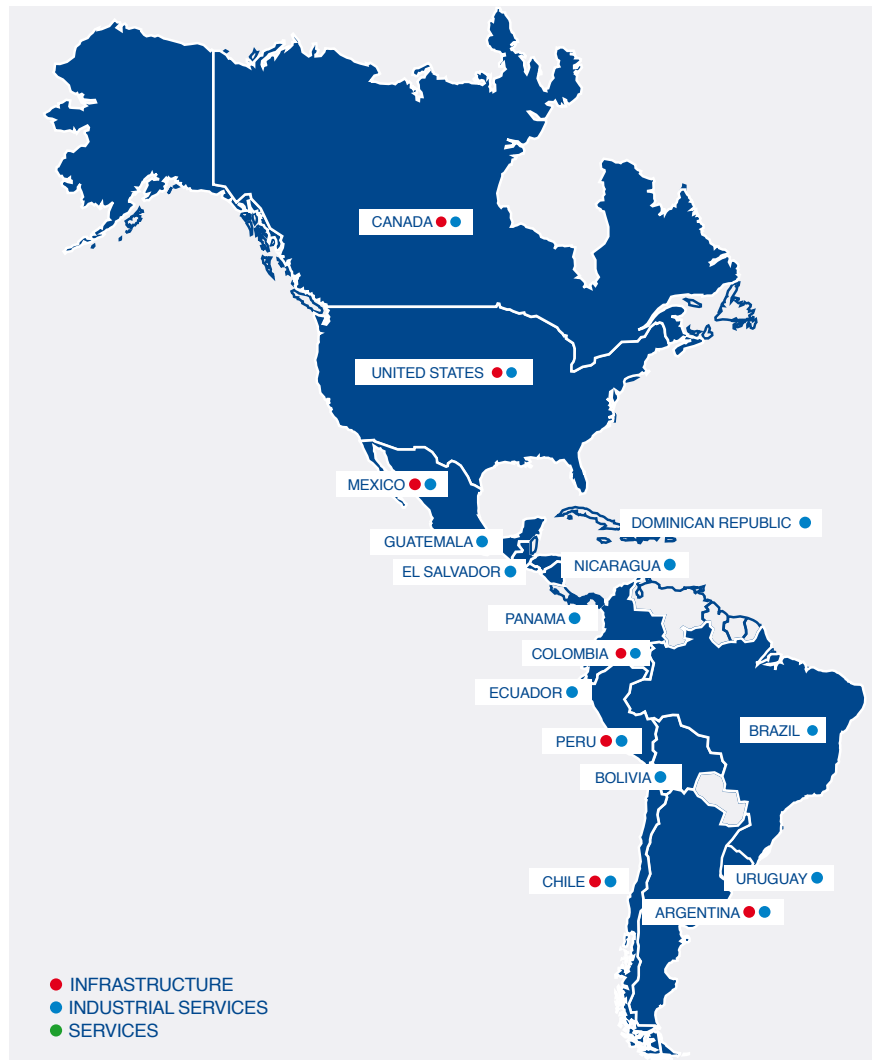 CANADA
UNITED STATES
MEXICO
DOMINICAN REPUBLIC
GUATEMALA
NICARAGUA
EL SALVADOR
PANAMA
COLOMBIA
ECUADOR
BRAZIL
PERU
BOLIVIA
CHILE
URUGUAY
ARGENTINA
INFRASTRUCTURE
INDUSTRIAL SERVICES
SERVICES